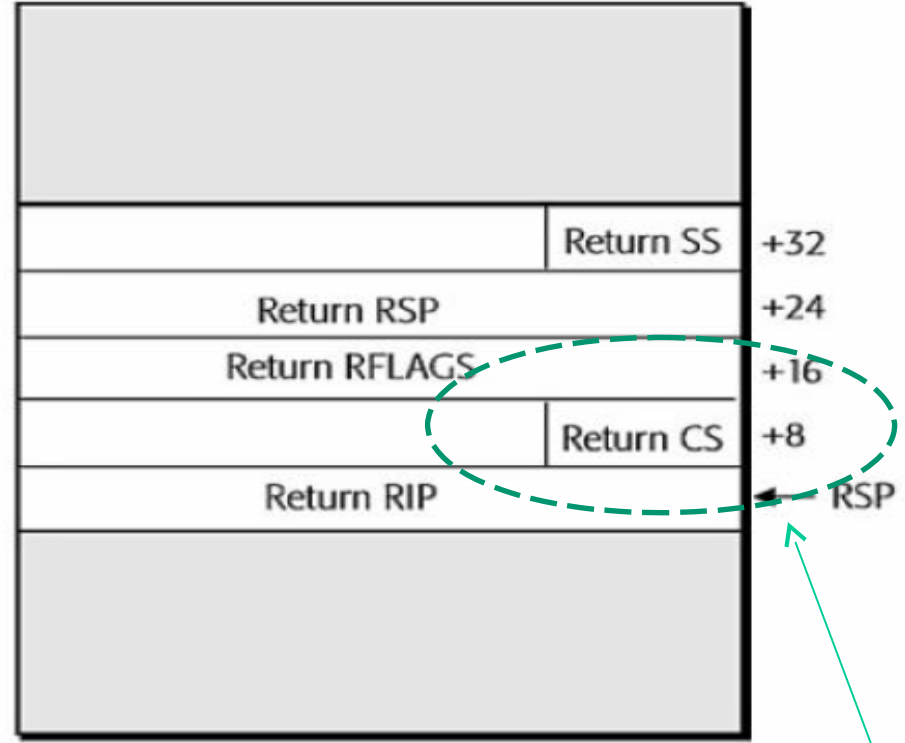 Return SS +32
Return RSP +24
Return RFLAGS +16
Return CS +8
Return RIP RSP